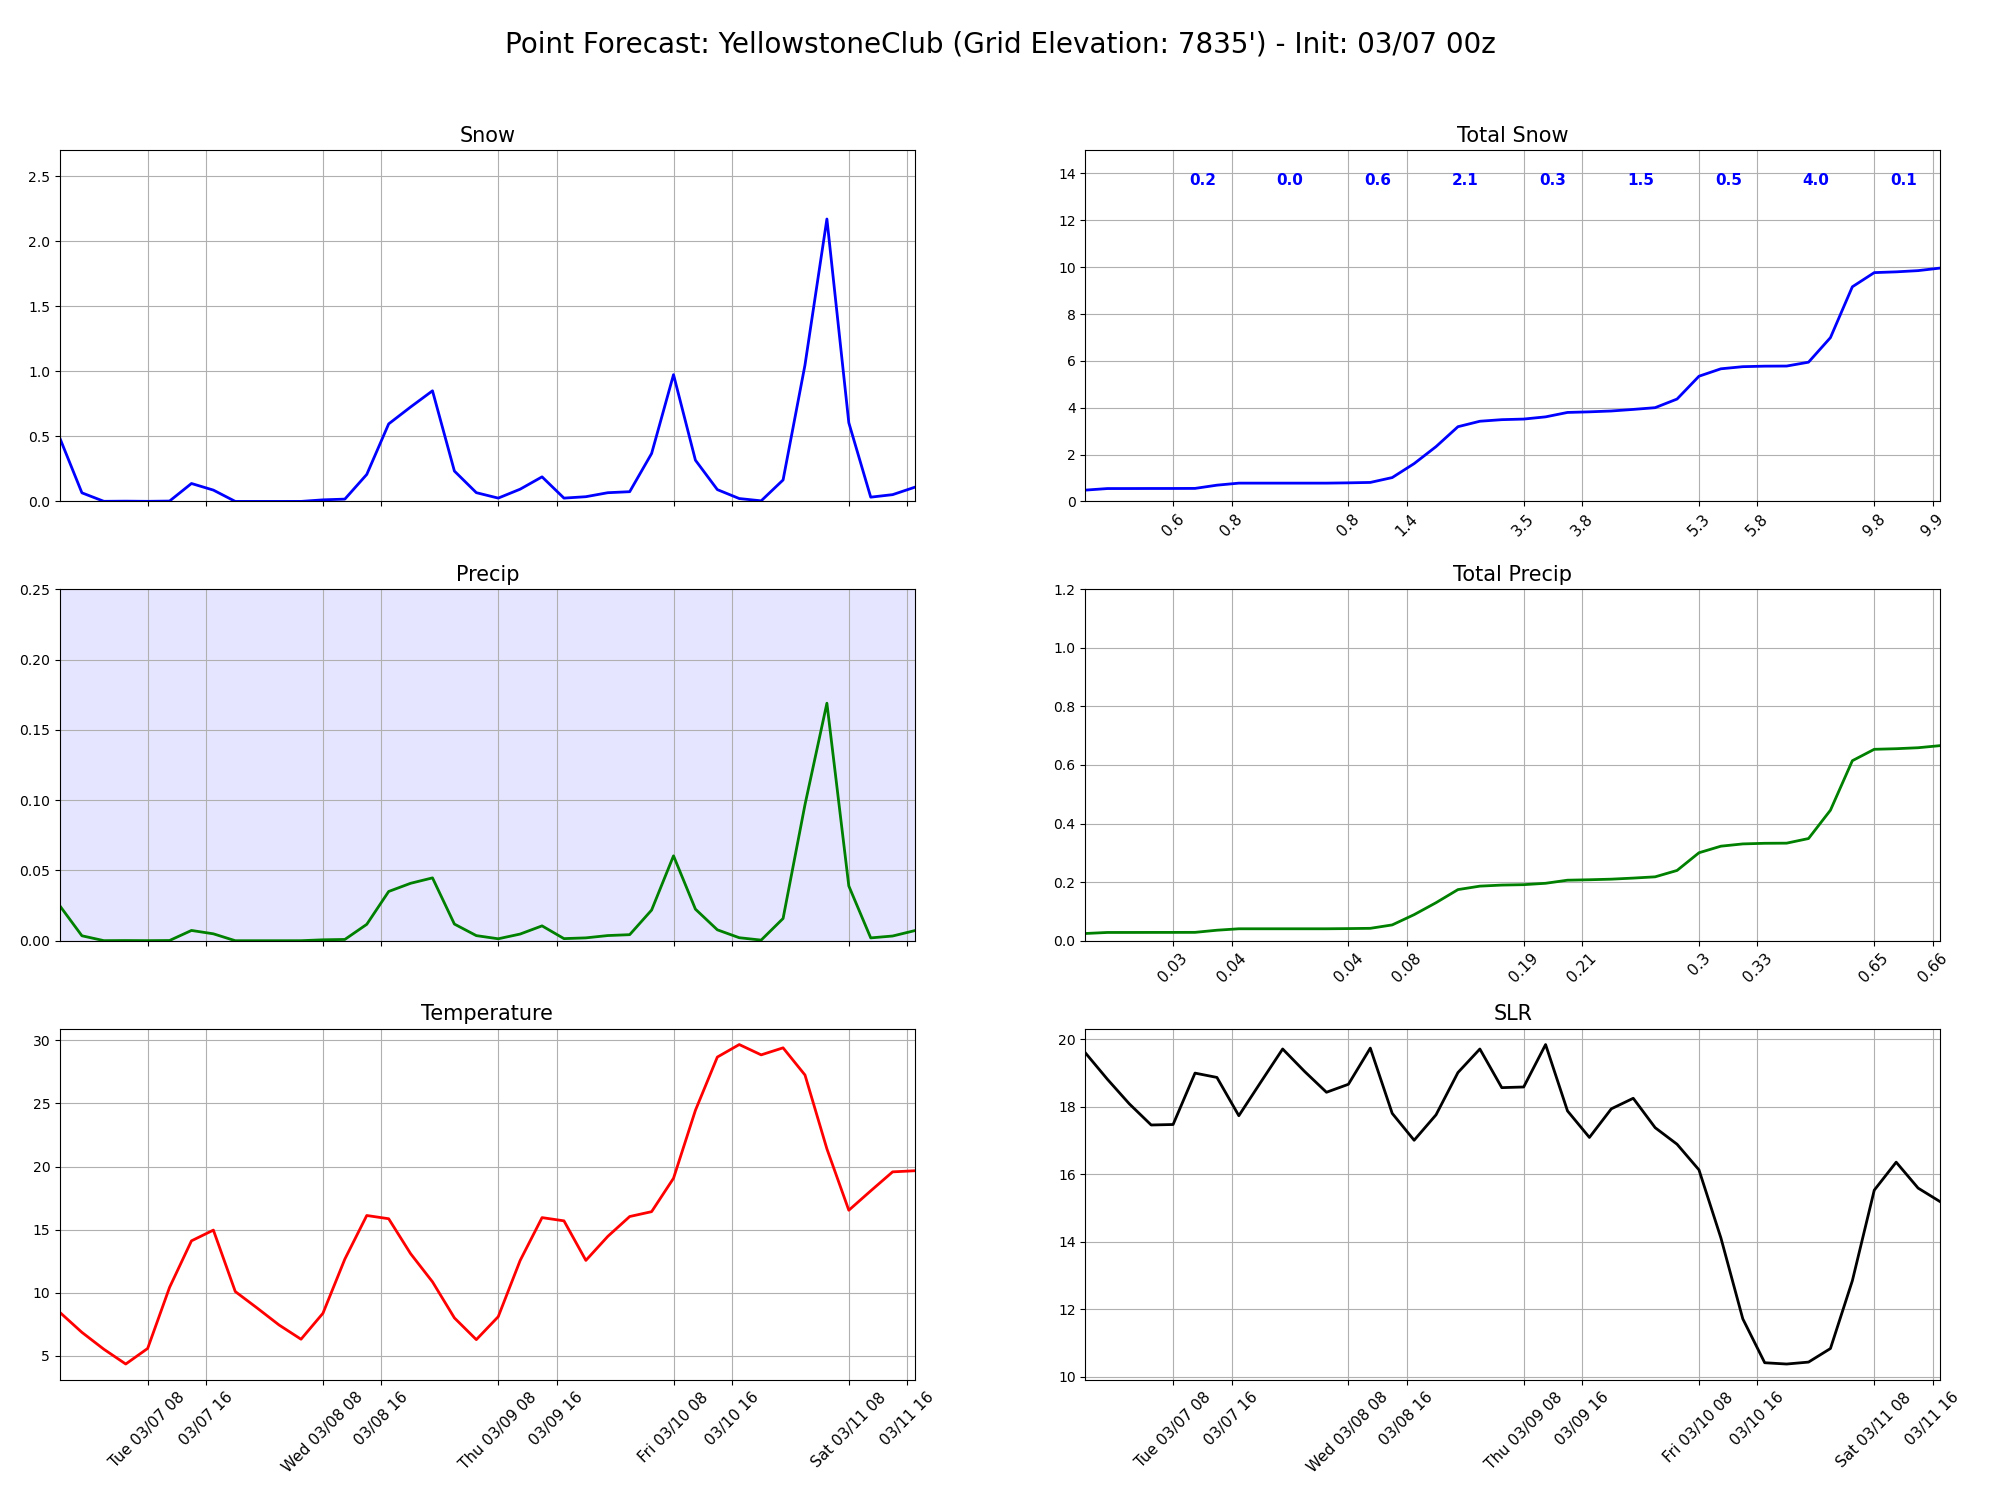 Point Forecast: YellowstoneClub (Grid Elevation: 7835') - Init: 03/07 00z
Snow
2.5
2.0
1.5
1.0
0.5
0.0
Total Snow
14
12
10
8
6
4
2
0
0.2 0.0 0.6 2.1 0.3 1.5 0.5 4.0 0.1
0.6 0.8 0.8 1.4 3.5 3.8 5.3 5.8 9.8 9.9
Precip
0.25
0.20
0.15
0.10
0.05
0.00
Total Precip
1.2
1.0
0.8
0.6
0.4
0.2
0.0
0.03 0.04 0.04 0.08 0.19 0.21 0.3 0.33 0.65 0.66
Temperature
30
25
20
15
10
5
Tue 03/07 08
03/07 16
Wed 03/08 08
03/08 16
Thu 03/09 08
03/09 16
Fri 03/10 08
03/10 16
Sat 03/11 08
03/11 16
SLR
20
18
16
14
12
10
Tue 03/07 08
03/07 16
Wed 03/08 08
03/08 16
Thu 03/09 08
03/09 16
Fri 03/10 08
03/10 16
Sat 03/11 08
03/11 16